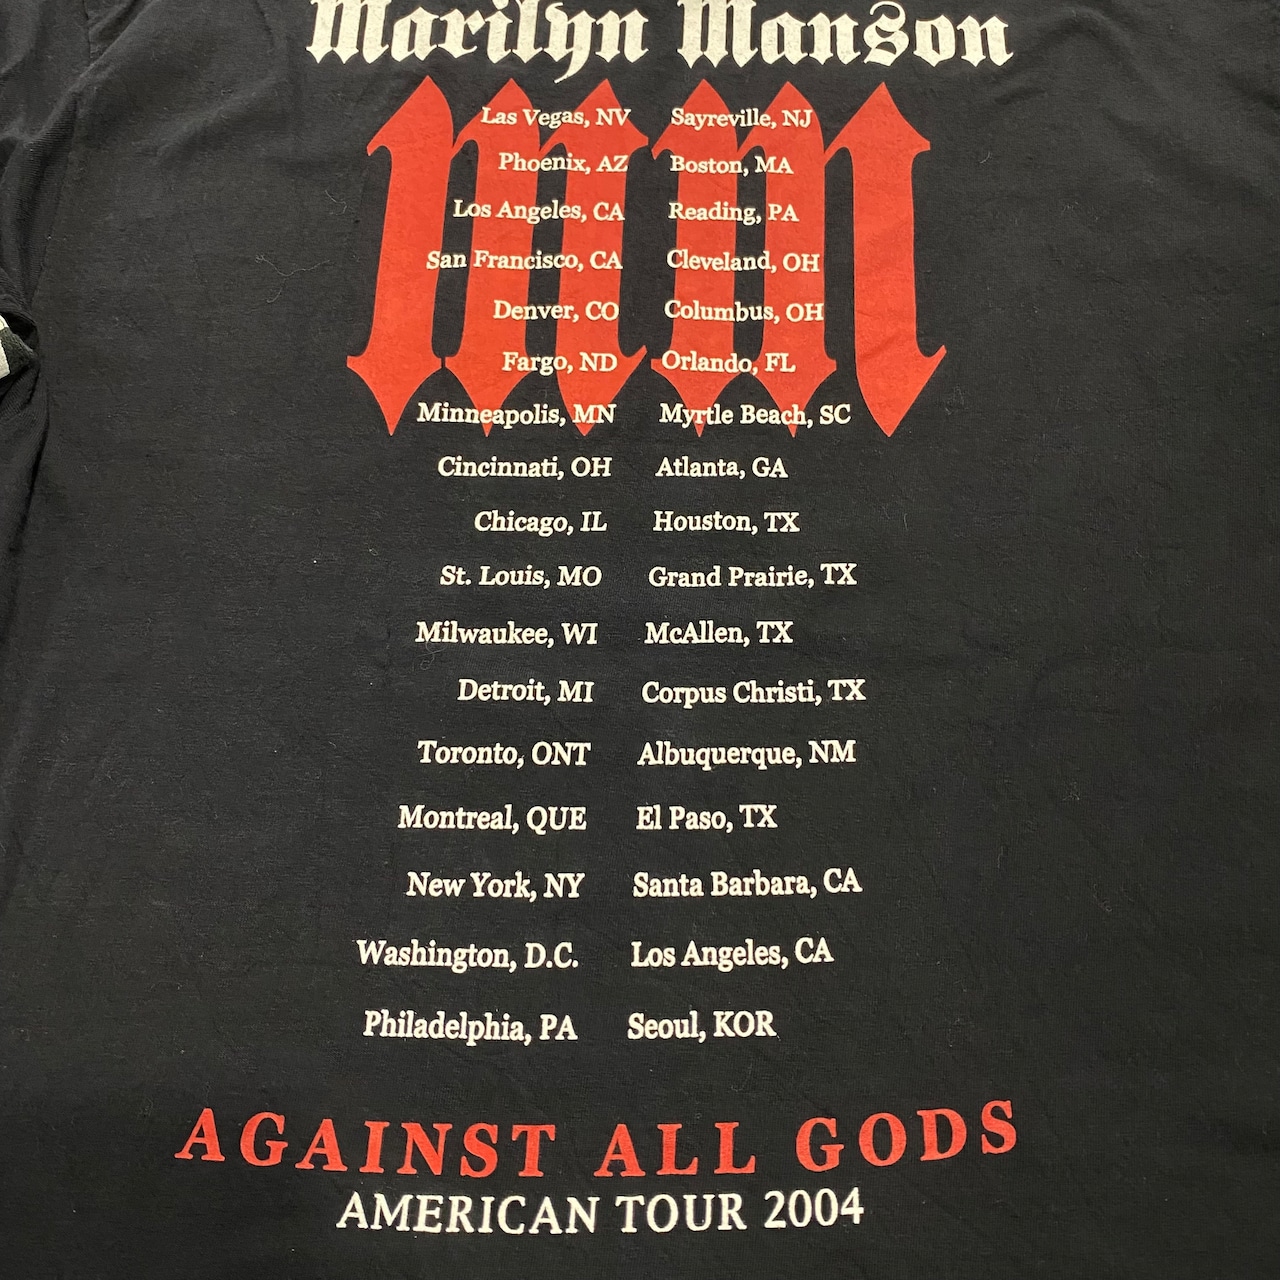 Marilyn Manson
mm
Las Vegas, NV
Phoenix, AZ
Los Angeles, CA
San Francisco, CA
Denver, CO
Fargo, ND
Minneapolis, MN
Cincinnati, OH
Chicago, IL
St. Louis, MO
Milwaukee, WI
Detroit, MI
Toronto, ONT
Montreal, QUE
New York, NY
Washington, D.C.
Philadelphia, PA
Sayreville, NJ
Boston, MA
Reading, PA
Cleveland, OH
Columbus, OH
Orlando, FL
Myrtle Beach, SC
Atlanta, GA
Houston, TX
Grand Prairie, TX
McAllen, TX
Corpus Christi, TX
Albuquerque, NM
El Paso, TX
Santa Barbara, CA
Los Angeles, CA
Seoul, KOR
AGAINST ALL GODS
AMERICAN TOUR 2004